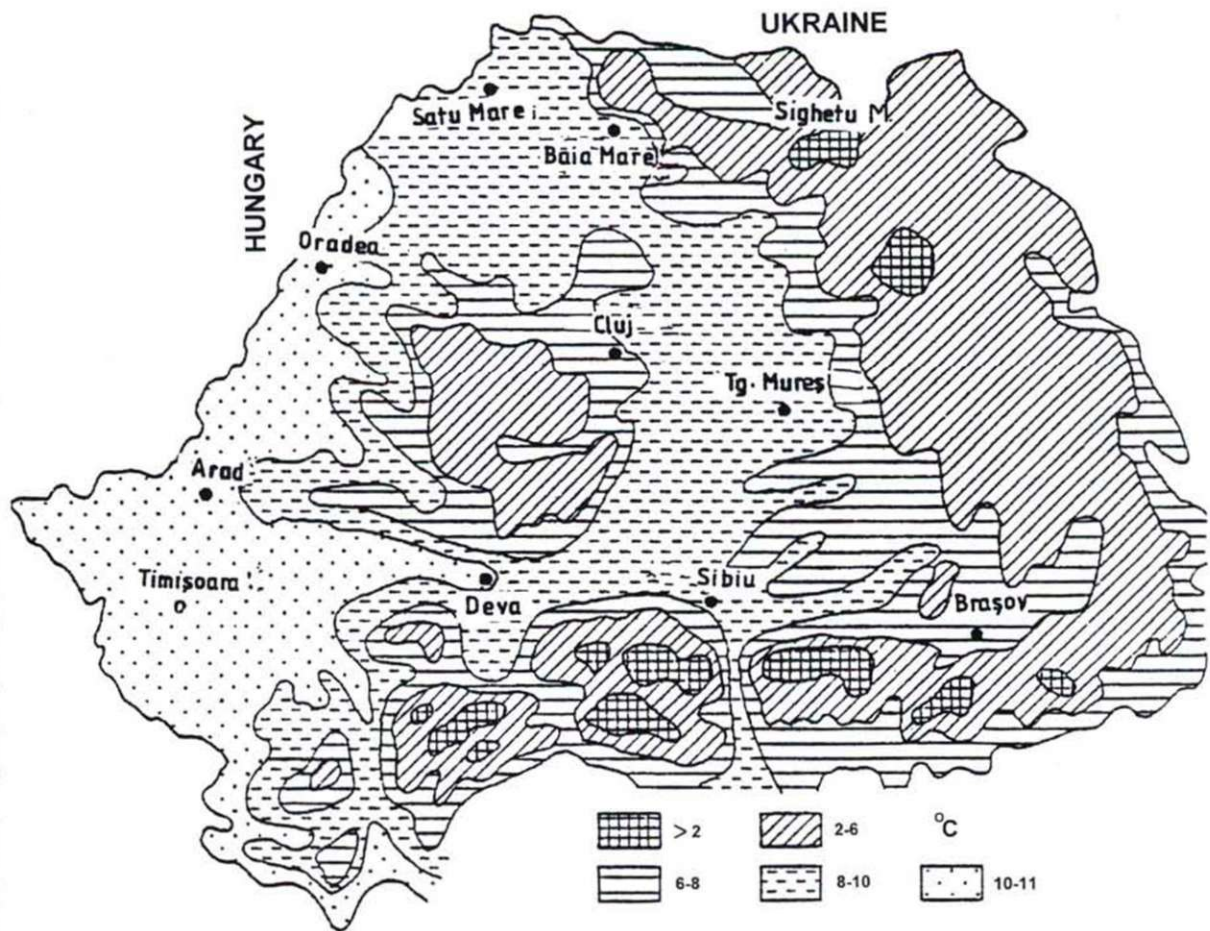 UKRAINE
HUNGARY
Satu Mare
Sighetu M.
Baia Mare
Oradea
Cluj
Tg. Mureş
Arad
Timişoara
Deva
Sibiu
Braşov
> 2
2-6
°C
6-8
8-10
10-11